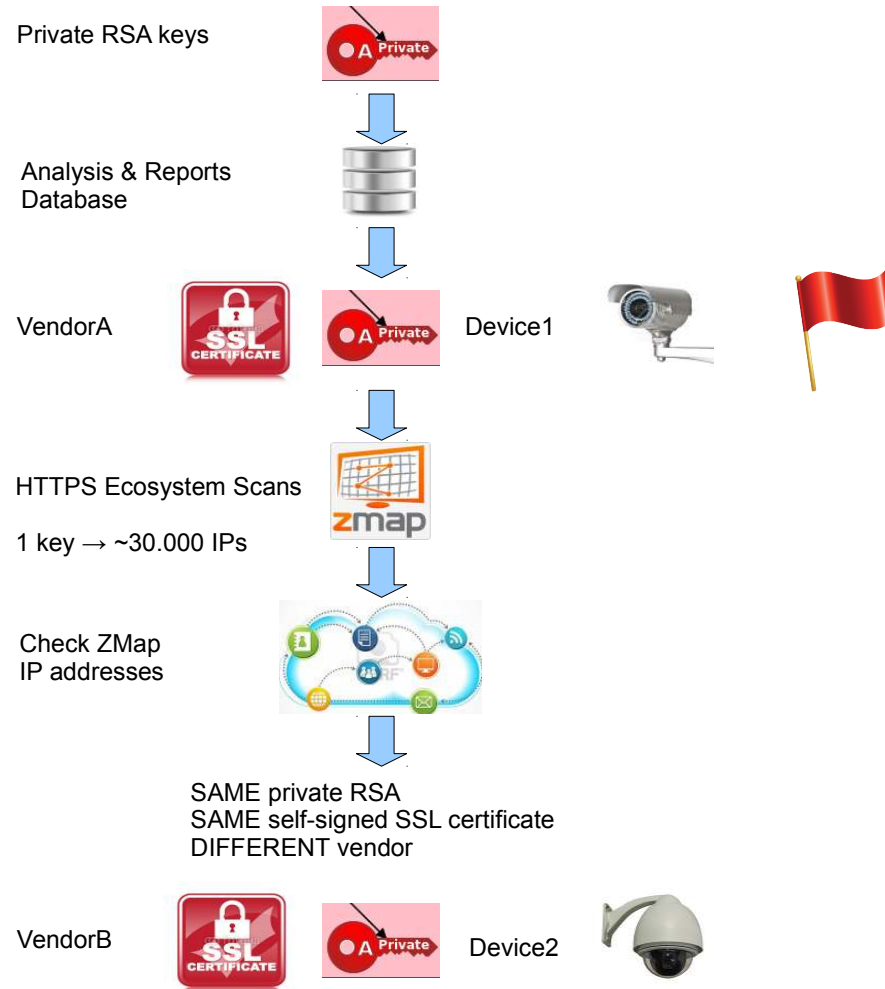 Private RSA keys
A Private
Analysis & Reports
Database
VendorA
SSL
CERTIFICATE
A Private
Device1
HTTPS Ecosystem Scans
zmap
1 key → ~30.000 IPs
Check ZMap
IP addresses
SAME private RSA
SAME self-signed SSL certificate
DIFFERENT vendor
VendorB
SSL
CERTIFICATE
A Private
Device2